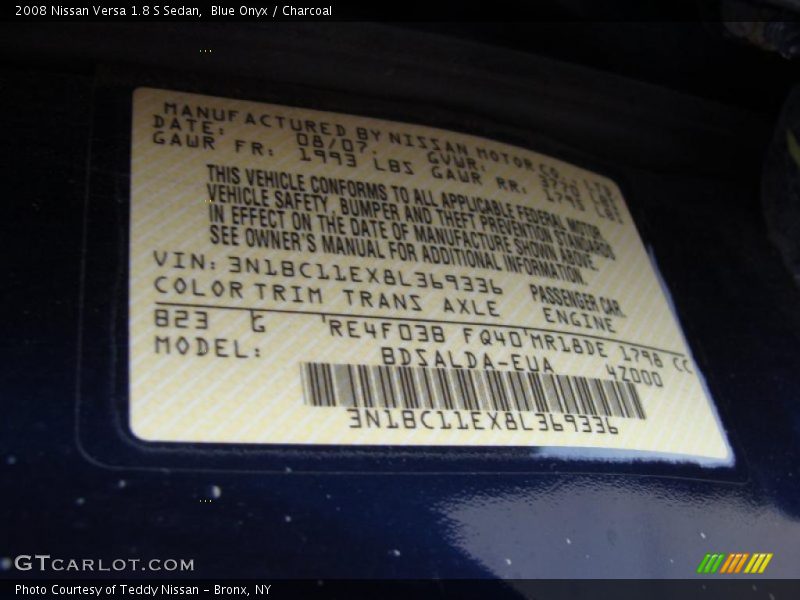 2008 Nissan Versa 1.8 S Sedan, Blue Onyx / Charcoal
MANUFACTURED BY NISSAN MOTOR CO., LTD.
DATE: 08/07 GVWR:
GAWR FR: 1993 LBS GAWR RR:
THIS VEHICLE CONFORMS TO ALL APPLICABLE FEDERAL MOTOR
VEHICLE SAFETY, BUMPER AND THEFT PREVENTION STANDARDS
IN EFFECT ON THE DATE OF MANUFACTURE SHOWN ABOVE.
SEE OWNER'S MANUAL FOR ADDITIONAL INFORMATION.
VIN: 3N1BC11EX8L369336 PASSENGER CAR.
COLOR TRIM TRANS AXLE ENGINE
B23 G RE4F03B FQ40 MR18DE 1798 CC
MODEL: BDSALDA-EUA 4Z000
3N1BC11EX8L369336
GTCARLOT.COM
Photo Courtesy of Teddy Nissan – Bronx, NY